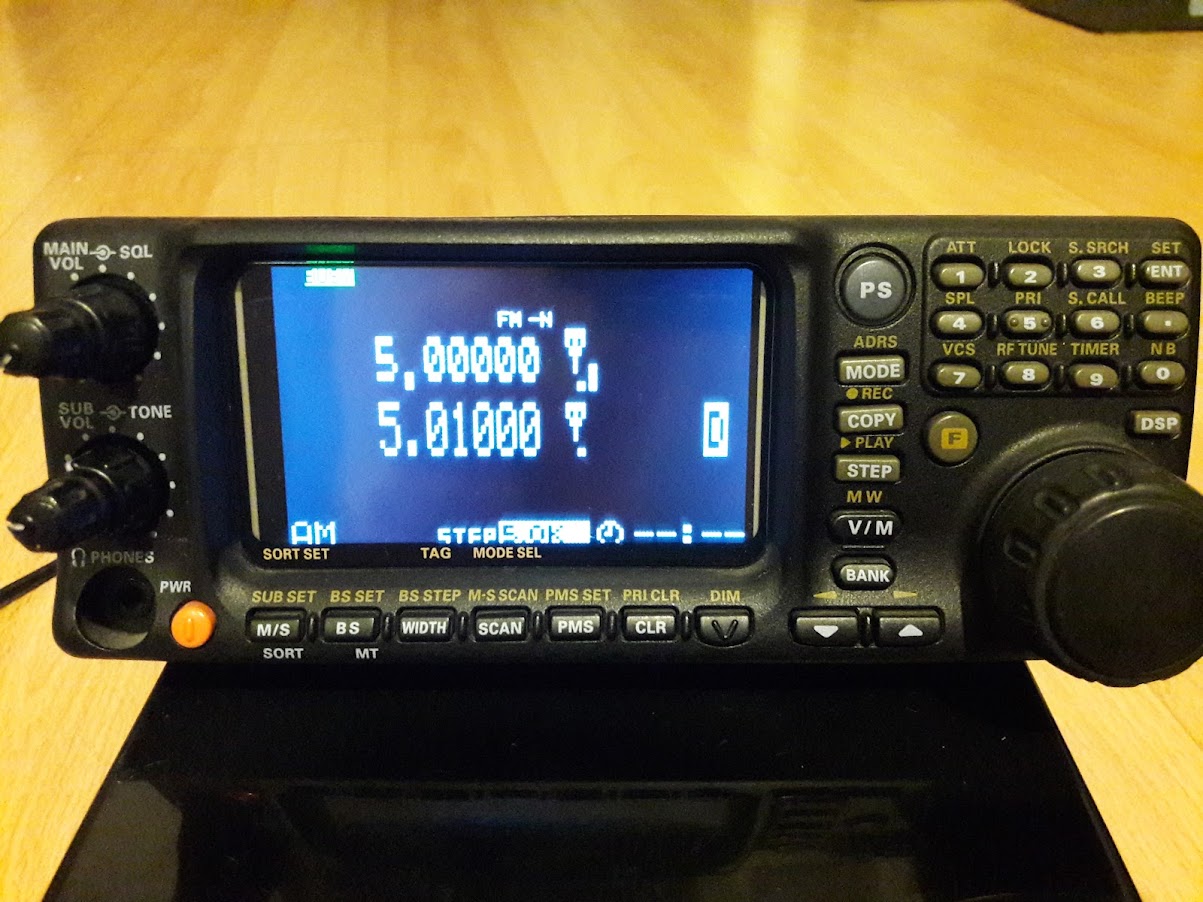 MAIN VOL SQL
SUB VOL TONE
PHONES
PWR
FM-N
5,00000
5.01000
AM STEP --:--
SORT SET TAG MODE SEL
SUB SET BS SET BS STEP M-S SCAN PMS SET PRI CLR DIM
M/S BS WIDTH SCAN PMS CLR V
SORT MT
PS
ADRS
MODE
REC
COPY
PLAY
STEP
MW
V/M
BANK
ATT LOCK S. SRCH SET
1 2 3 ENT
SPL PRI S. CALL BEEP
4 5 6 .
VCS RF TUNE TIMER NB
7 8 9 0
F
DSP